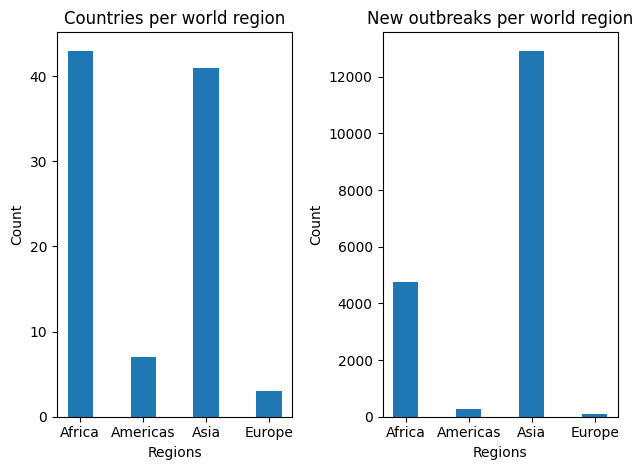 Countries per world region
Count
40
30
20
10
0
Africa Americas Asia Europe
Regions
New outbreaks per world region
Count
12000
10000
8000
6000
4000
2000
0
Africa Americas Asia Europe
Regions